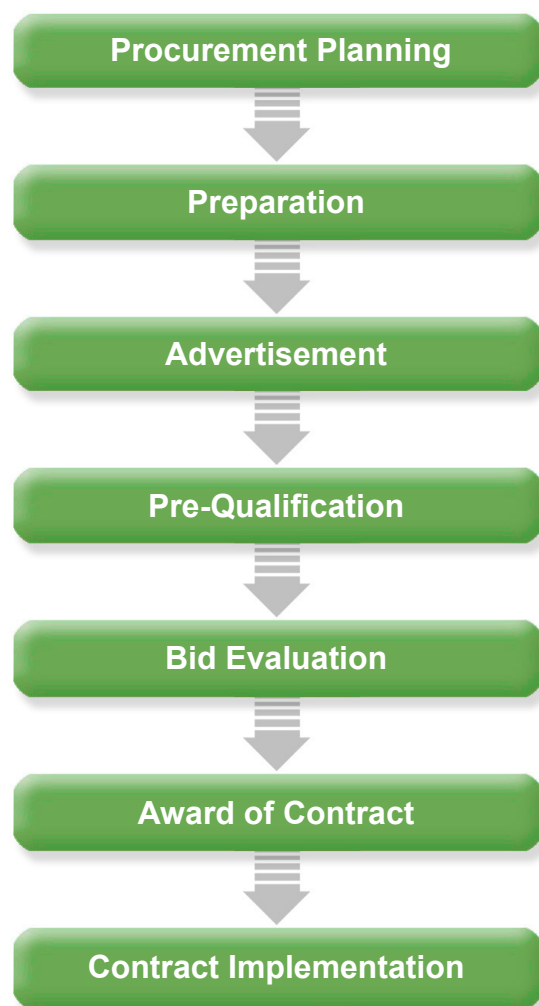 Procurement Planning
Preparation
Advertisement
Pre-Qualification
Bid Evaluation
Award of Contract
Contract Implementation